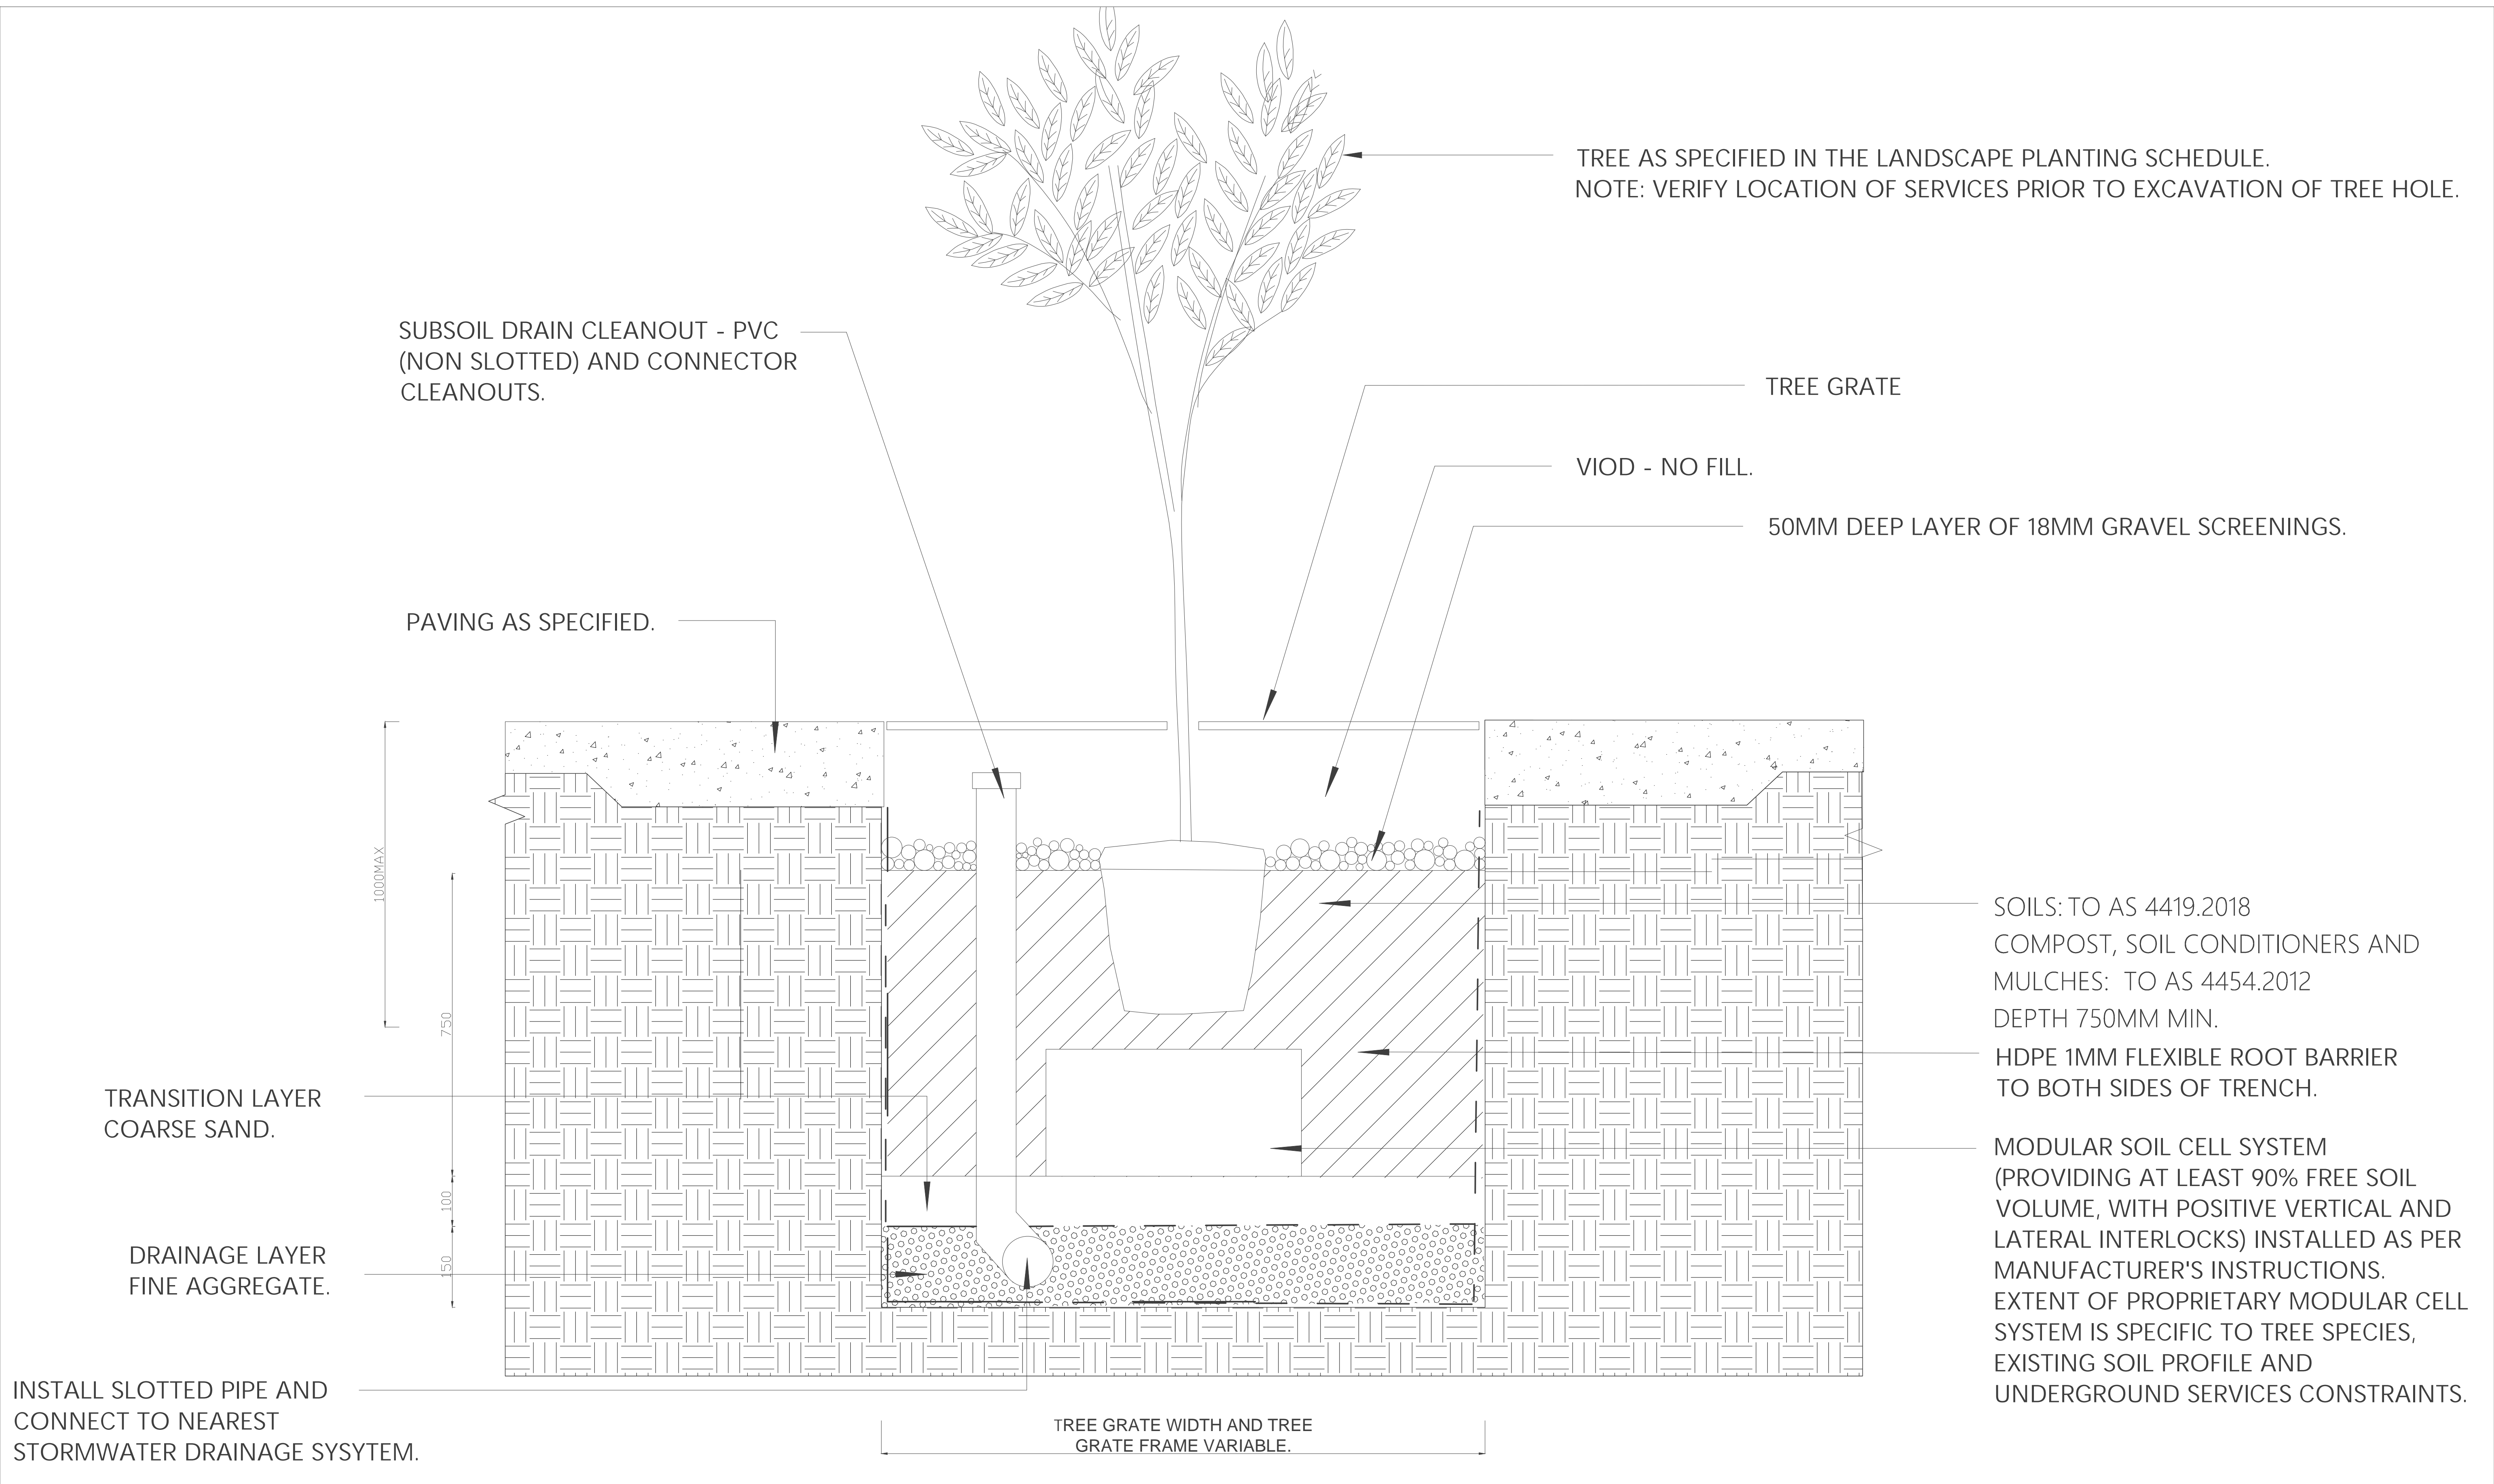 TREE AS SPECIFIED IN THE LANDSCAPE PLANTING SCHEDULE.
NOTE: VERIFY LOCATION OF SERVICES PRIOR TO EXCAVATION OF TREE HOLE.
SUBSOIL DRAIN CLEANOUT - PVC
(NON SLOTTED) AND CONNECTOR
CLEANOUTS.
TREE GRATE
VIOD - NO FILL.
50MM DEEP LAYER OF 18MM GRAVEL SCREENINGS.
PAVING AS SPECIFIED.
1000MAX
750
100
150
SOILS: TO AS 4419.2018
COMPOST, SOIL CONDITIONERS AND
MULCHES: TO AS 4454.2012
DEPTH 750MM MIN.
HDPE 1MM FLEXIBLE ROOT BARRIER
TO BOTH SIDES OF TRENCH.
TRANSITION LAYER
COARSE SAND.
MODULAR SOIL CELL SYSTEM
(PROVIDING AT LEAST 90% FREE SOIL
VOLUME, WITH POSITIVE VERTICAL AND
LATERAL INTERLOCKS) INSTALLED AS PER
MANUFACTURER'S INSTRUCTIONS.
EXTENT OF PROPRIETARY MODULAR CELL
SYSTEM IS SPECIFIC TO TREE SPECIES,
EXISTING SOIL PROFILE AND
UNDERGROUND SERVICES CONSTRAINTS.
DRAINAGE LAYER
FINE AGGREGATE.
INSTALL SLOTTED PIPE AND
CONNECT TO NEAREST
STORMWATER DRAINAGE SYSYTEM.
TREE GRATE WIDTH AND TREE
GRATE FRAME VARIABLE.